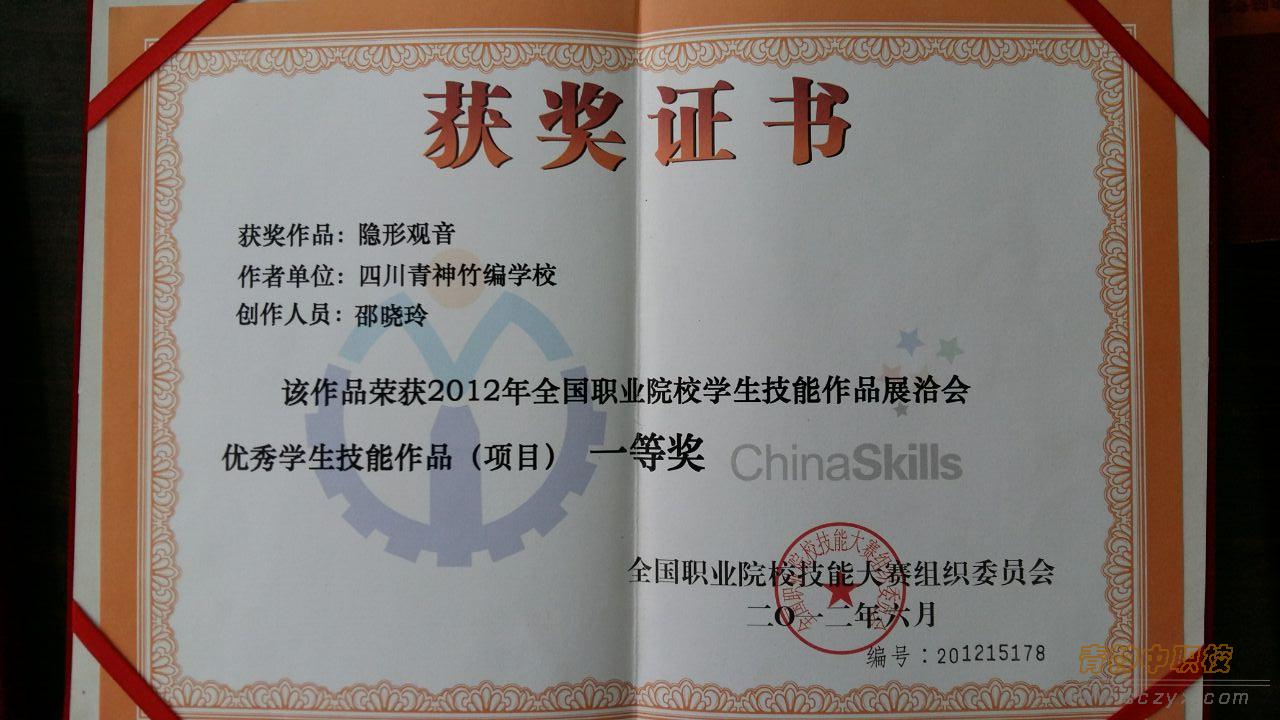 获奖证书
获奖作品：隐形观音
作者单位：四川青神竹编学校
创作人员：邵晓玲
该作品荣获2012年全国职业院校学生技能作品展洽会
优秀学生技能作品（项目） 一等奖
ChinaSkills
全国职业院校技能大赛组织委员会
二〇一二年六月
编号：201215178